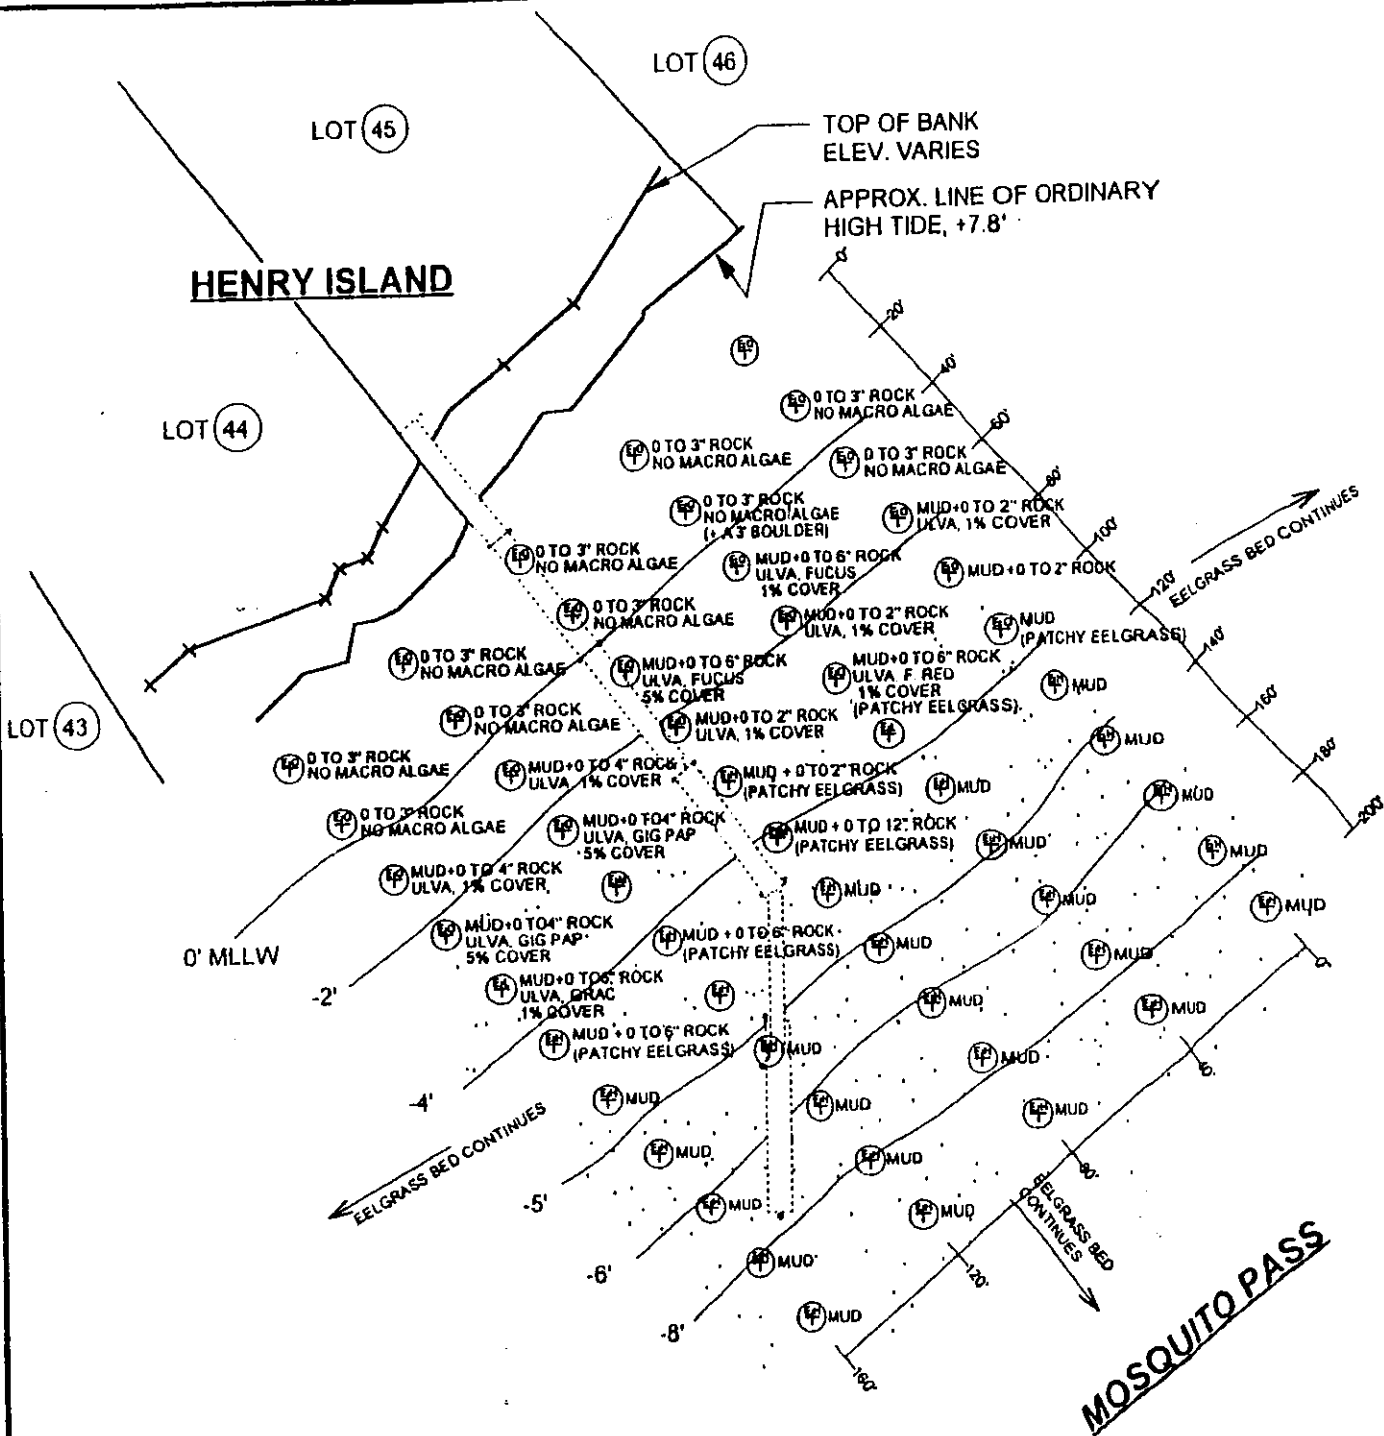 LOT 46
LOT 45
TOP OF BANK
ELEV. VARIES
APPROX. LINE OF ORDINARY
HIGH TIDE, +7.8'
HENRY ISLAND
0'
20'
40'
60'
80'
100'
120'
140'
160'
180'
200'
LOT 44
0 TO 3" ROCK
NO MACRO ALGAE
0 TO 3" ROCK
NO MACRO ALGAE
0 TO 3" ROCK
NO MACRO ALGAE
0 TO 3" ROCK
NO MACRO ALGAE
(+ A 3' BOULDER)
MUD+0 TO 2" ROCK
ULVA, 1% COVER
EELGRASS BED CONTINUES
0 TO 3" ROCK
NO MACRO ALGAE
MUD+0 TO 6" ROCK
ULVA, FUCUS
1% COVER
MUD+0 TO 2" ROCK
0 TO 3" ROCK
NO MACRO ALGAE
MUD+0 TO 2" ROCK
ULVA, 1% COVER
MUD
(PATCHY EELGRASS)
0 TO 3" ROCK
NO MACRO ALGAE
MUD+0 TO 6" ROCK
ULVA, FUCUS
5% COVER
MUD+0 TO 6" ROCK
ULVA, F. RED
1% COVER
(PATCHY EELGRASS)
MUD
LOT 43
0 TO 3" ROCK
NO MACRO ALGAE
MUD+0 TO 2" ROCK
ULVA, 1% COVER
MUD
0 TO 3" ROCK
NO MACRO ALGAE
MUD+0 TO 4" ROCK
ULVA, 1% COVER
MUD + 0 TO 2" ROCK
(PATCHY EELGRASS)
MUD
MUD
0 TO 3" ROCK
NO MACRO ALGAE
MUD+0 TO4" ROCK
ULVA, GIG PAP
5% COVER
MUD + 0 TO 12" ROCK
(PATCHY EELGRASS)
MUD
MUD
MUD+0 TO 4" ROCK
ULVA, 1% COVER
MUD
MUD
MUD
0' MLLW
MUD+0 TO4" ROCK
ULVA, GIG PAP
5% COVER
MUD + 0 TO 6" ROCK
(PATCHY EELGRASS)
MUD
MUD
0'
-2'
MUD+0 TO6" ROCK
ULVA, GRAC
1% COVER
MUD
MUD
MUD + 0 TO 6" ROCK
(PATCHY EELGRASS)
MUD
MUD
-4'
MUD
MUD
MUD
80'
EELGRASS BED CONTINUES
MUD
MUD
-5'
MUD
MUD
EELGRASS BED
CONTINUES
-6'
MUD
120'
-8'
MUD
160'
MOSQUITO PASS